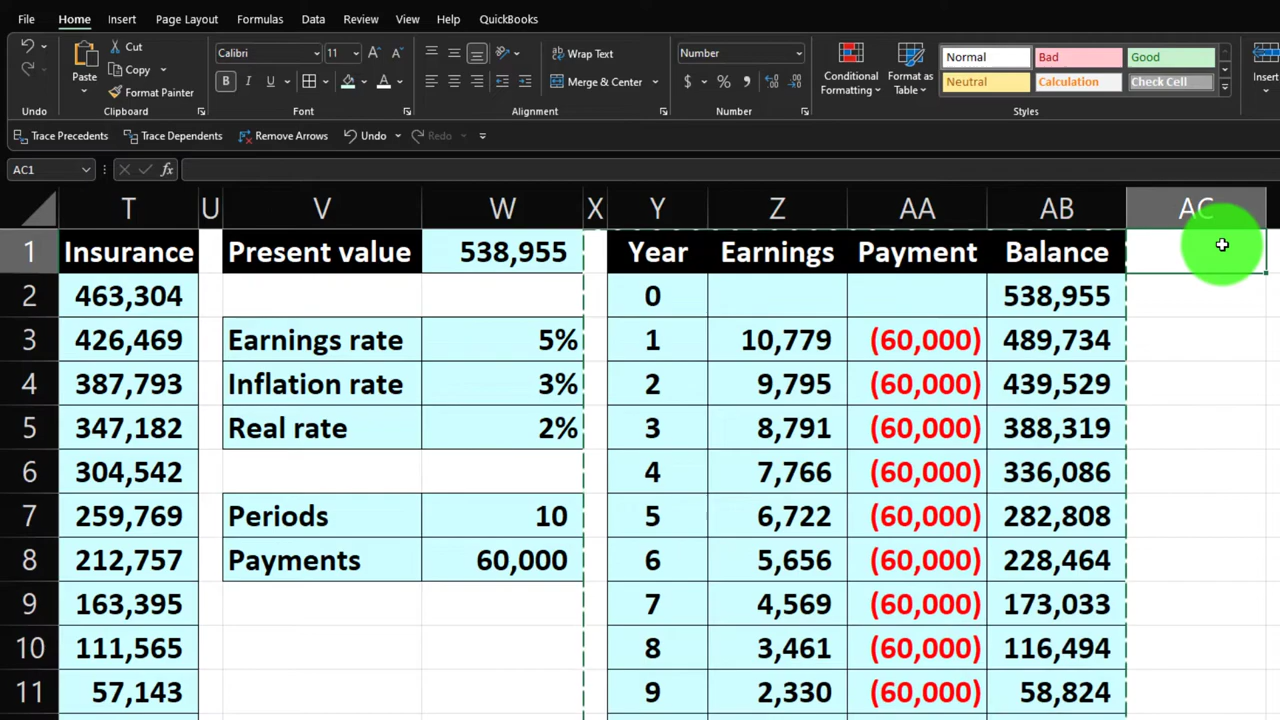 File Home Insert Page Layout Formulas Data Review View Help QuickBooks
Cut Calibri 11 A A Wrap Text Number Normal Bad Good
Paste Copy Conditional Format as Insert
Format Painter B I U A Merge & Center $ % Formatting Table Neutral Calculation Check Cell
Undo Clipboard Font Alignment Number Styles
Trace Precedents Trace Dependents Remove Arrows Undo Redo
AC1 fx
T U V W X Y Z AA AB AC
1 Insurance Present value 538,955 Year Earnings Payment Balance
2 463,304 0 538,955
3 426,469 Earnings rate 5% 1 10,779 (60,000) 489,734
4 387,793 Inflation rate 3% 2 9,795 (60,000) 439,529
5 347,182 Real rate 2% 3 8,791 (60,000) 388,319
6 304,542 4 7,766 (60,000) 336,086
7 259,769 Periods 10 5 6,722 (60,000) 282,808
8 212,757 Payments 60,000 6 5,656 (60,000) 228,464
9 163,395 7 4,569 (60,000) 173,033
10 111,565 8 3,461 (60,000) 116,494
11 57,143 9 2,330 (60,000) 58,824